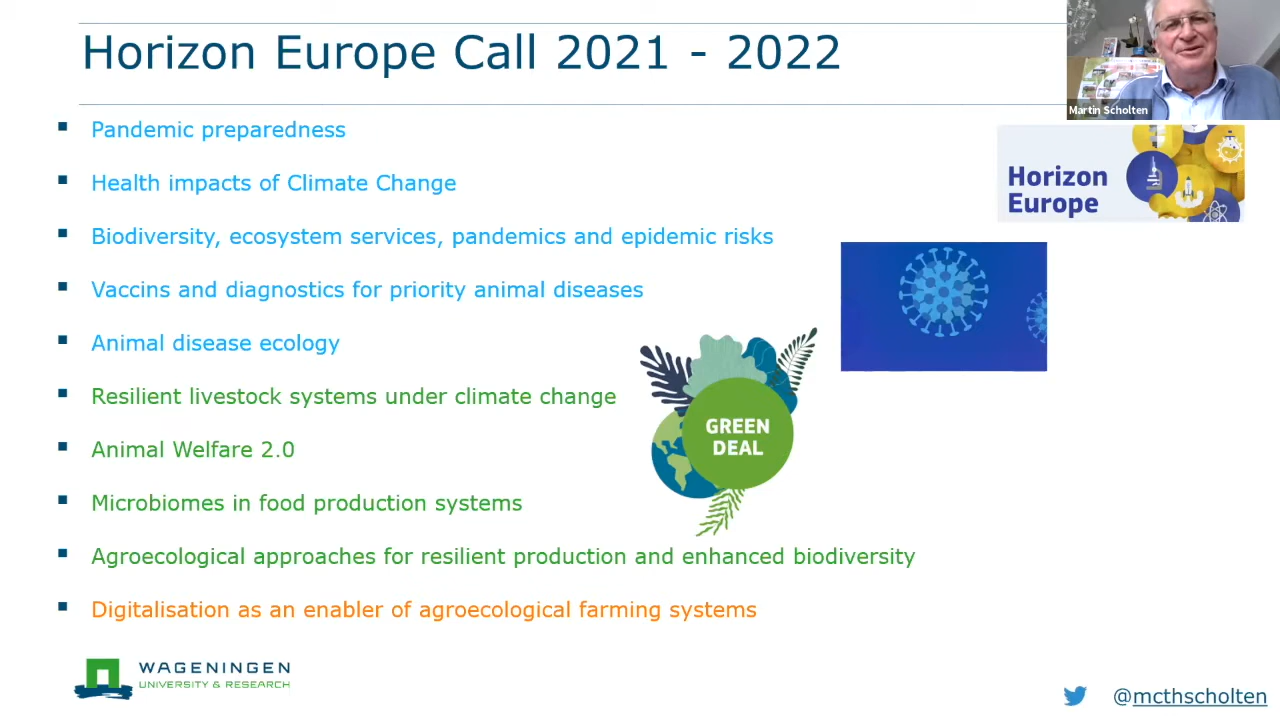 Horizon Europe Call 2021 - 2022
Martin Scholten
Horizon
Europe
Pandemic preparedness
Health impacts of Climate Change
Biodiversity, ecosystem services, pandemics and epidemic risks
Vaccins and diagnostics for priority animal diseases
Animal disease ecology
Resilient livestock systems under climate change
Animal Welfare 2.0
Microbiomes in food production systems
Agroecological approaches for resilient production and enhanced biodiversity
Digitalisation as an enabler of agroecological farming systems
GREEN
DEAL
WAGENINGEN
UNIVERSITY & RESEARCH
@mcthscholten